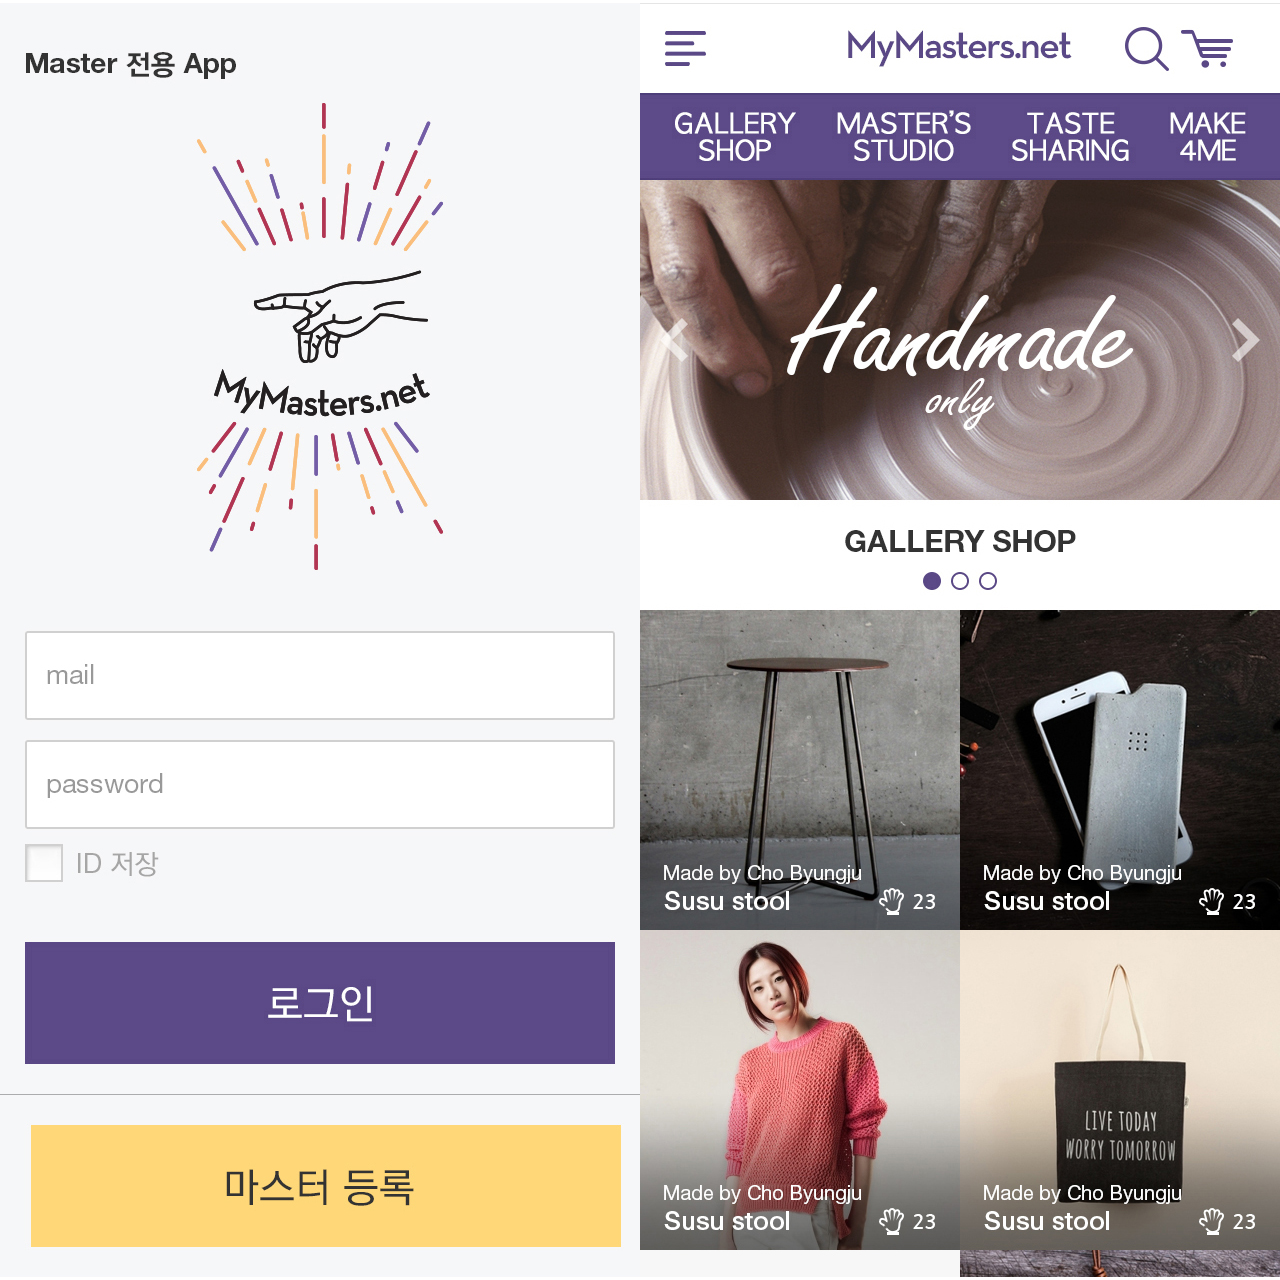 Master 전용 App
MyMasters.net
mail
password
ID 저장
로그인
마스터 등록
MyMasters.net
GALLERY
SHOP
MASTER'S
STUDIO
TASTE
SHARING
MAKE
4ME
Handmade
only
GALLERY SHOP
Made by Cho Byungju
Susu stool
23
Made by Cho Byungju
Susu stool
23
Made by Cho Byungju
Susu stool
23
LIVE TODAY
WORRY TOMORROW
Made by Cho Byungju
Susu stool
23